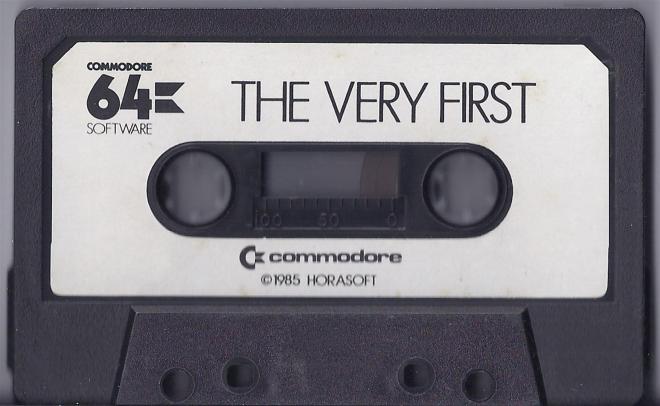 COMMODORE
64
SOFTWARE
THE VERY FIRST
100 50 0
commodore
©1985 HORASOFT